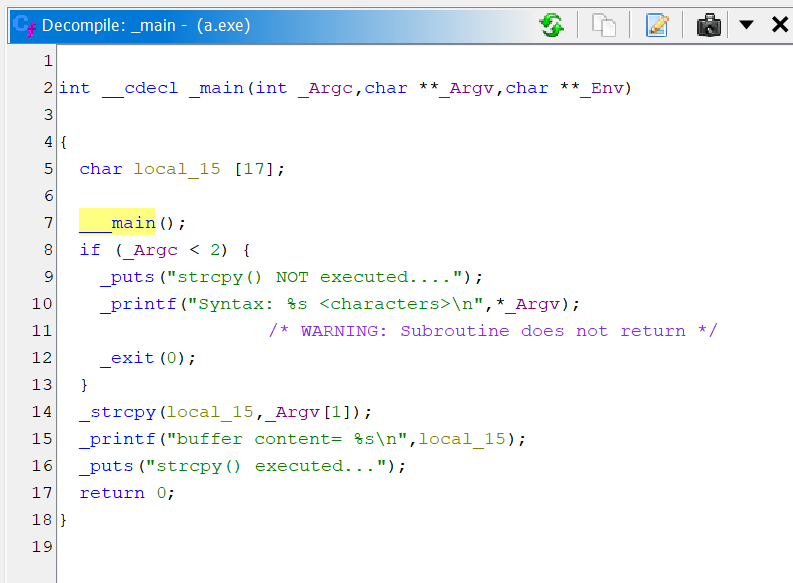 Decompile: _main - (a.exe)
1
2 int __cdecl _main(int _Argc,char **_Argv,char **_Env)
3
4 {
5   char local_15 [17];
6
7   ___main();
8   if (_Argc < 2) {
9     _puts("strcpy() NOT executed....");
10     _printf("Syntax: %s <characters>\n",*_Argv);
11                     /* WARNING: Subroutine does not return */
12     _exit(0);
13   }
14   _strcpy(local_15,_Argv[1]);
15   _printf("buffer content= %s\n",local_15);
16   _puts("strcpy() executed...");
17   return 0;
18 }
19